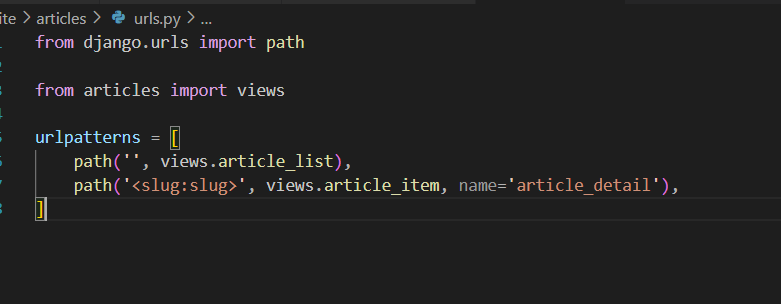 ite > articles > urls.py > ...
from django.urls import path
from articles import views
urlpatterns = [
path('', views.article_list),
path('<slug:slug>', views.article_item, name='article_detail'),
]